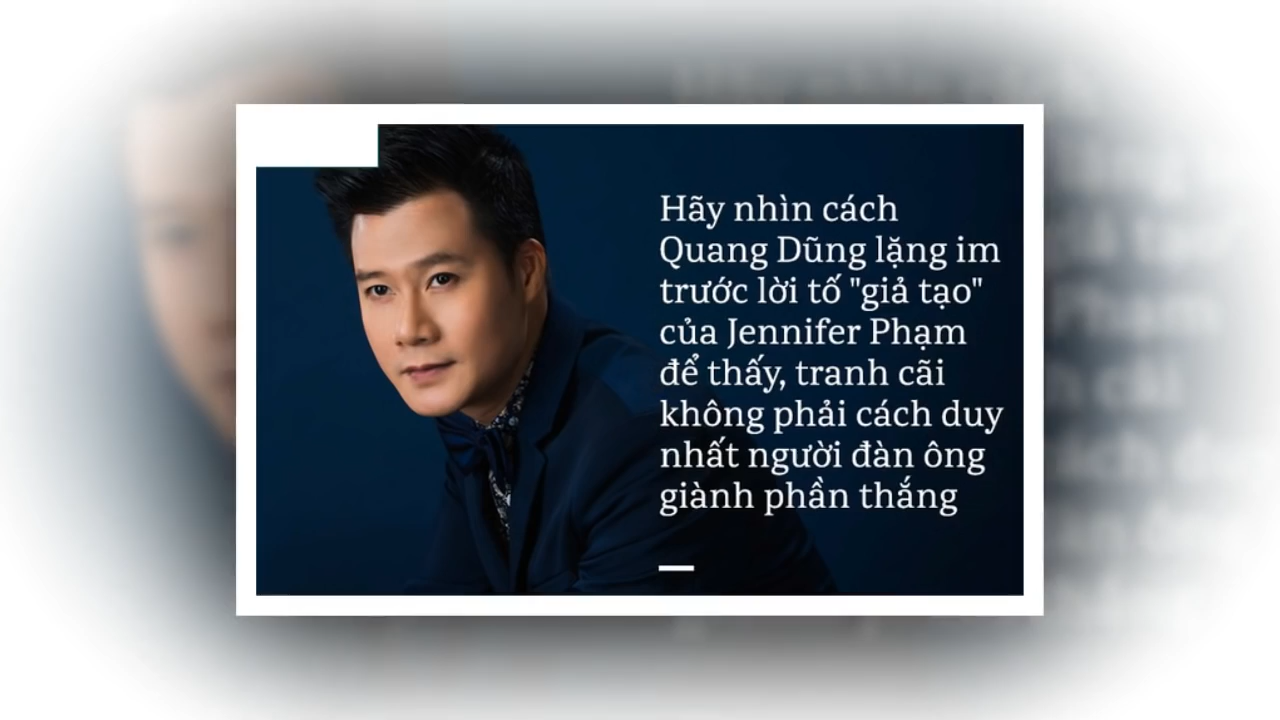 Hãy nhìn cách
Quang Dũng lặng im
trước lời tố "giả tạo"
của Jennifer Phạm
để thấy, tranh cãi
không phải cách duy
nhất người đàn ông
giành phần thắng